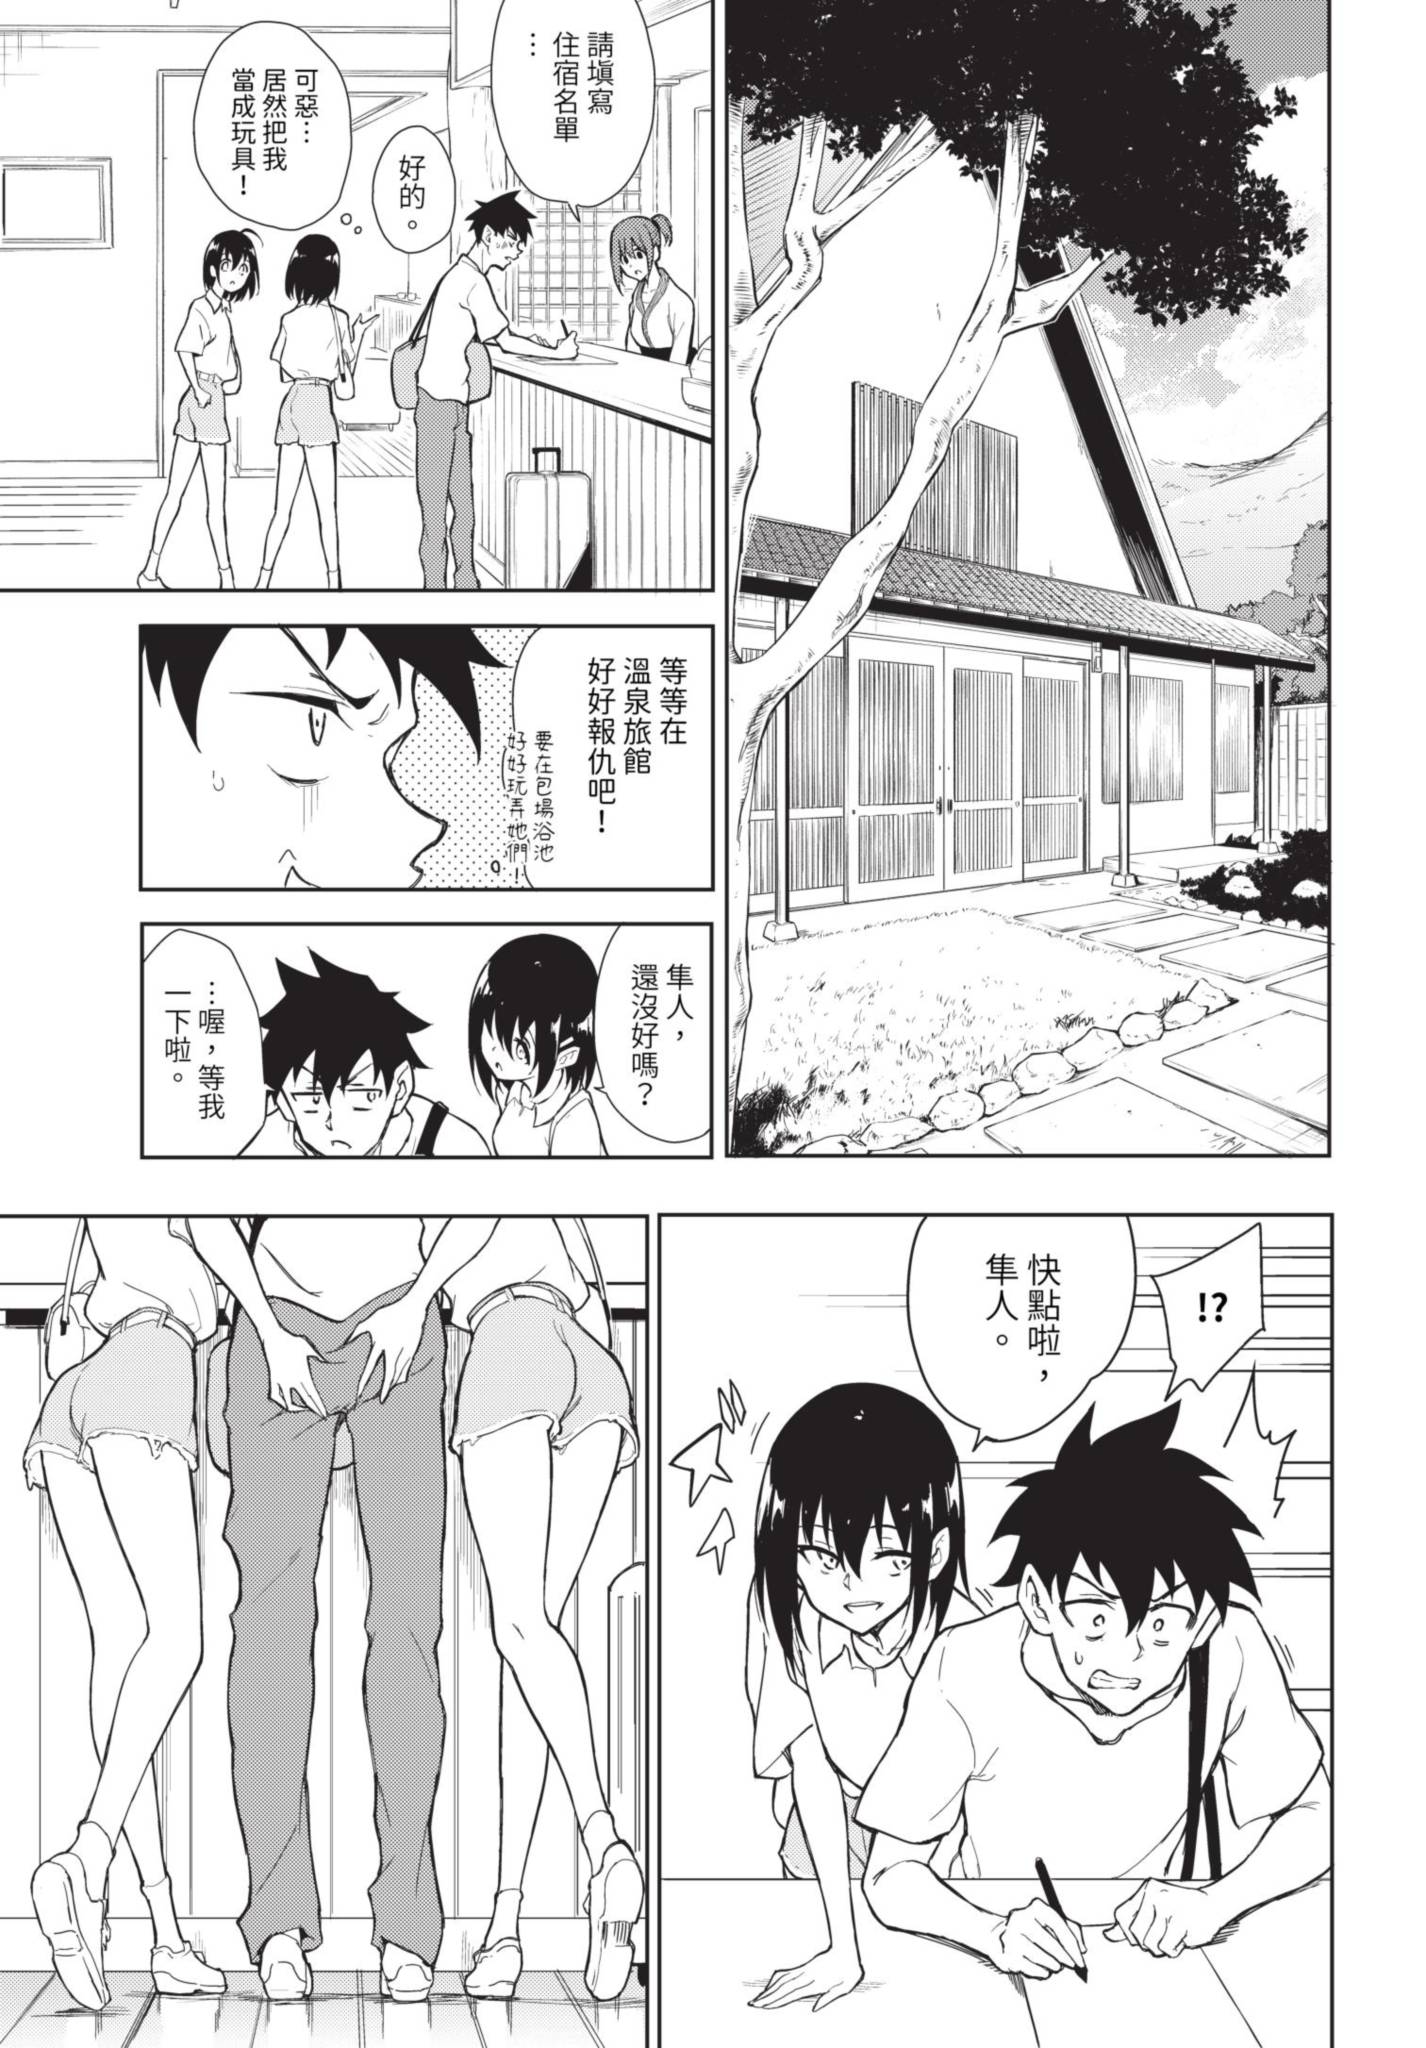 請填寫
住宿名單
…
好的。
可惡…
居然把我
當成玩具！
等等在
溫泉旅館
好好報仇吧！
要在包場浴池
好好玩弄她們！
隼人，
還沒好嗎？
…喔，等我
一下啦。
!?
快點啦，
隼人。